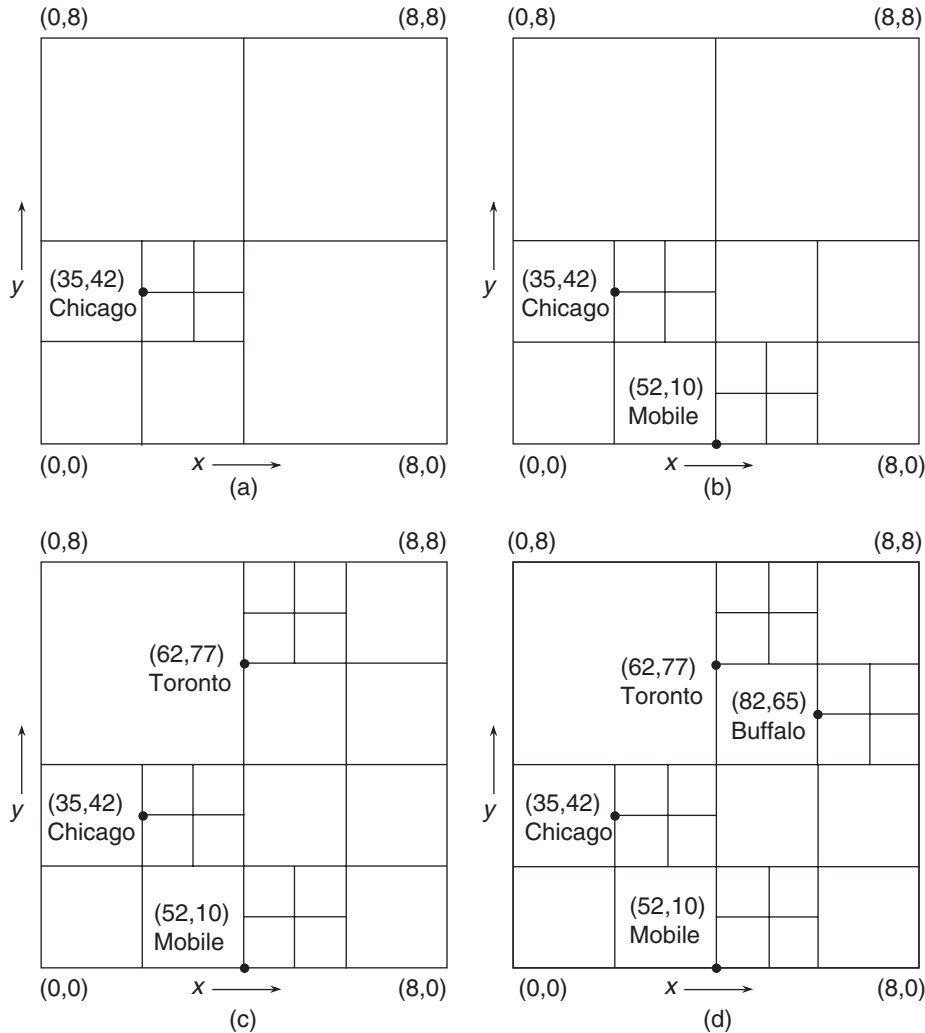 (0,8) (8,8)
(35,42)
Chicago
y
(0,0) x (8,0)
(a)
(0,8) (8,8)
(35,42)
Chicago
y
(52,10)
Mobile
(0,0) x (8,0)
(b)
(0,8) (8,8)
(62,77)
Toronto
y
(35,42)
Chicago
(52,10)
Mobile
(0,0) x (8,0)
(c)
(0,8) (8,8)
(62,77)
Toronto
(82,65)
Buffalo
y
(35,42)
Chicago
(52,10)
Mobile
(0,0) x (8,0)
(d)